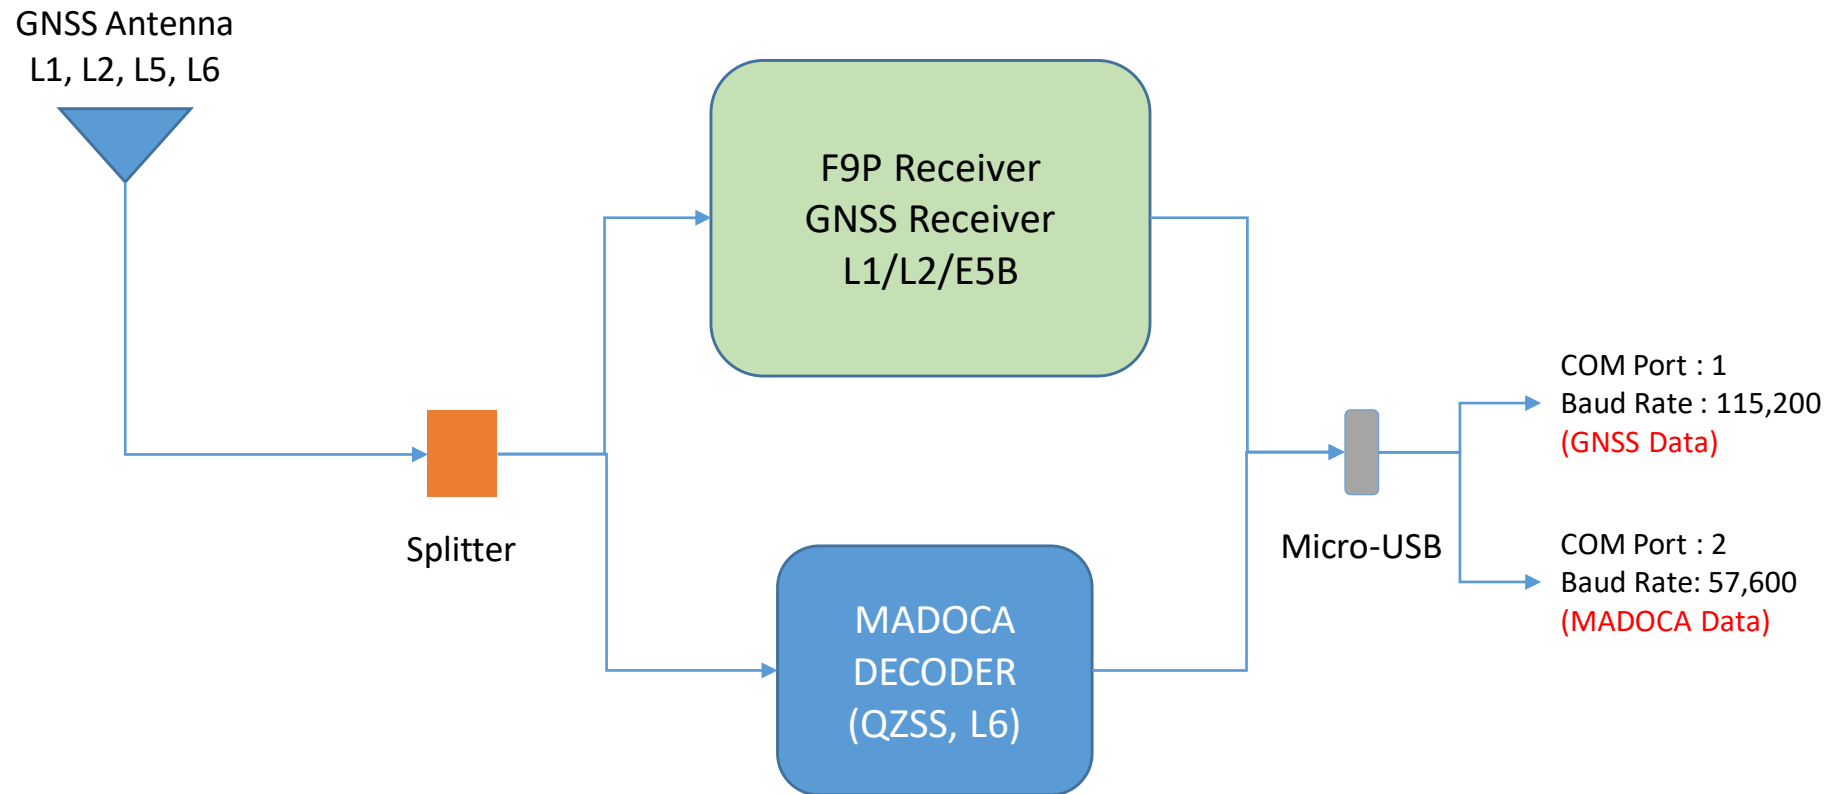 GNSS Antenna
L1, L2, L5, L6
F9P Receiver
GNSS Receiver
L1/L2/E5B
Splitter
MADOCA
DECODER
(QZSS, L6)
Micro-USB
COM Port : 1
Baud Rate : 115,200
(GNSS Data)
COM Port : 2
Baud Rate: 57,600
(MADOCA Data)